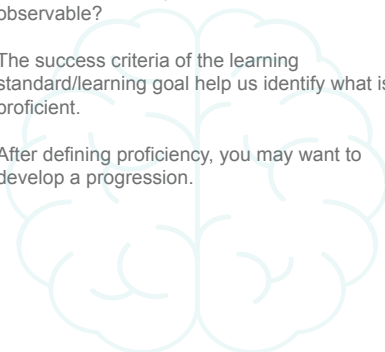 observable?
The success criteria of the learning
standard/learning goal help us identify what is
proficient.
After defining proficiency, you may want to
develop a progression.